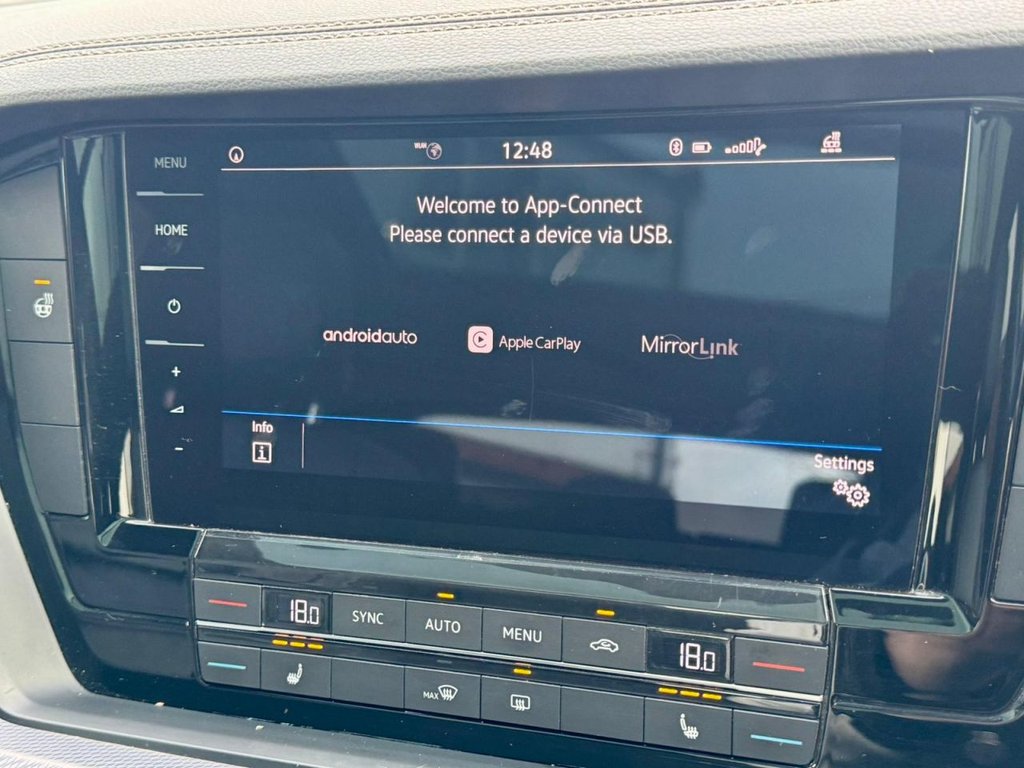 MENU
WLAN
12:48
HOME
Welcome to App-Connect
Please connect a device via USB.
androidauto
Apple CarPlay
MirrorLink
+
-
Info
i
Settings
18.0
SYNC
AUTO
MENU
18.0
MAX